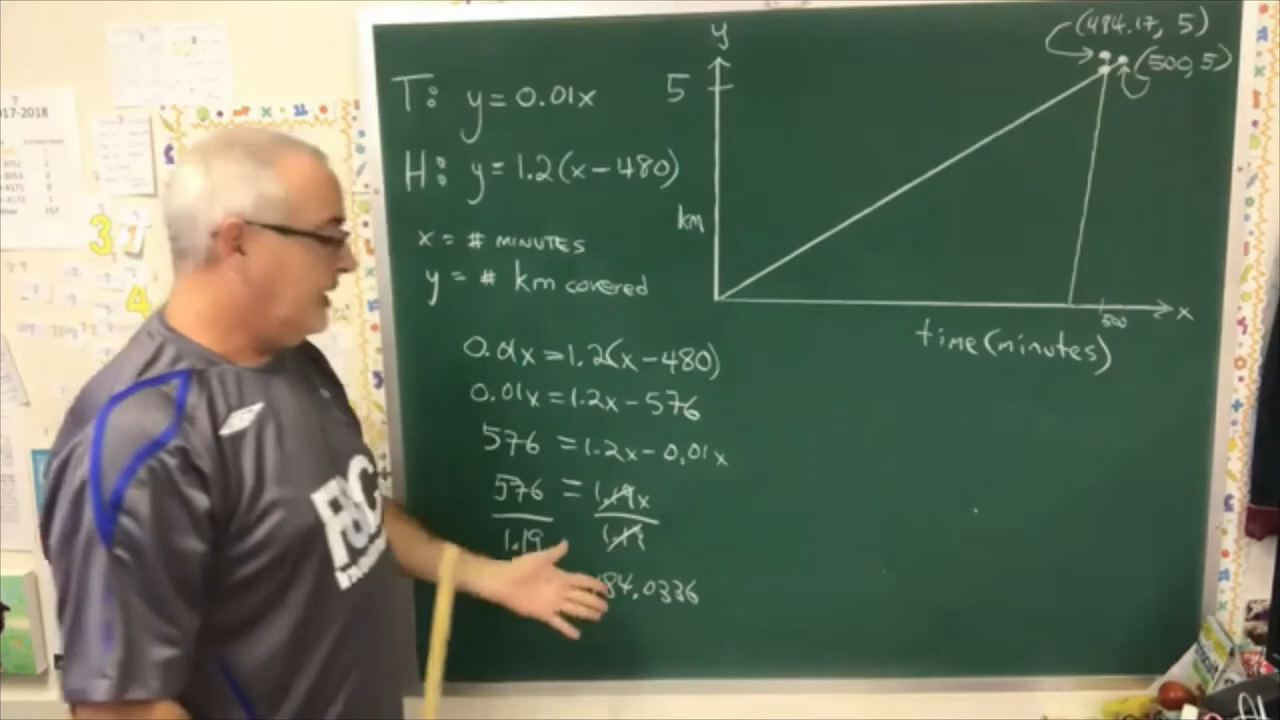 T: y=0.01x
H: y=1.2(x-480)
x = # MINUTES
y = # km covered
0.01x=1.2(x-480)
0.01x=1.2x-576
576 =1.2x-0.01x
576 = 1.19x
1.19 1.19
84.0336
y
(484.17, 5)
5
(500,5)
km
500
x
time(minutes)
17-2018
3
4